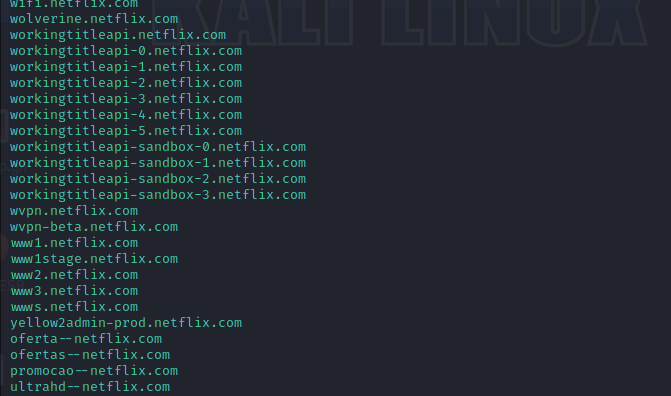 KALI LINUX
wifi.netflix.com
wolverine.netflix.com
workingtitleapi.netflix.com
workingtitleapi-0.netflix.com
workingtitleapi-1.netflix.com
workingtitleapi-2.netflix.com
workingtitleapi-3.netflix.com
workingtitleapi-4.netflix.com
workingtitleapi-5.netflix.com
workingtitleapi-sandbox-0.netflix.com
workingtitleapi-sandbox-1.netflix.com
workingtitleapi-sandbox-2.netflix.com
workingtitleapi-sandbox-3.netflix.com
wvpn.netflix.com
wvpn-beta.netflix.com
www1.netflix.com
www1stage.netflix.com
www2.netflix.com
www3.netflix.com
wwws.netflix.com
yellow2admin-prod.netflix.com
oferta--netflix.com
ofertas--netflix.com
promocao--netflix.com
ultrahd--netflix.com